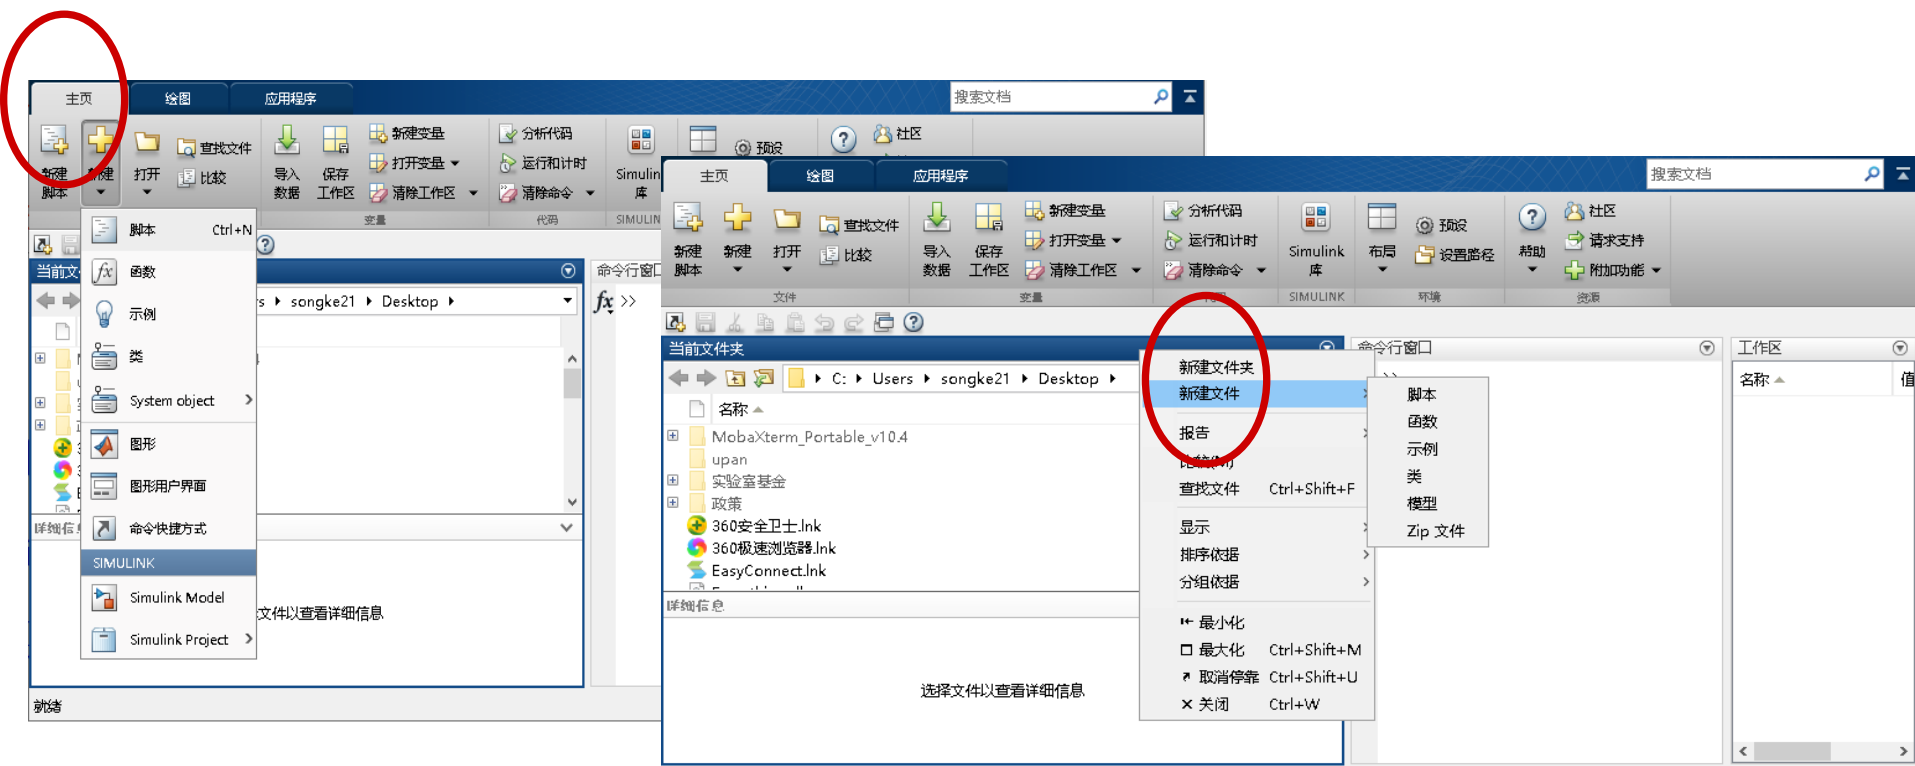 主页 绘图 应用程序 搜索文档
新建变量 分析代码 社区
查找文件 预设
打开变量 运行和计时
新建脚本 新建 打开 比较 导入数据 保存工作区 Simulin 库
清除工作区 清除命令
变量 代码 SIMULIN
脚本 Ctrl+N
函数
示例
类
System object
图形
图形用户界面
命令快捷方式
SIMULINK
Simulink Model
Simulink Project
当前文
命令行窗口
songke21 Desktop
fx >>
详细信
文件以查看详细信息
就绪
主页 绘图 应用程序 搜索文档
新建变量 分析代码 社区
查找文件 预设
打开变量 运行和计时 请求支持
新建脚本 新建 打开 比较 导入数据 保存工作区 Simulink 库 布局 设置路径 帮助
清除工作区 清除命令 附加功能
文件 变量 代码 SIMULINK 环境 资源
当前文件夹
命令行窗口
工作区
C: Users songke21 Desktop
>>
名称 值
名称
MobaXterm_Portable_v10.4
upan
实验室基金
政策
360安全卫士.lnk
360极速浏览器.lnk
EasyConnect.lnk
详细信息
选择文件以查看详细信息
新建文件夹
新建文件
报告
比较(M)
查找文件 Ctrl+Shift+F
显示
排序依据
分组依据
最小化
最大化 Ctrl+Shift+M
取消停靠 Ctrl+Shift+U
关闭 Ctrl+W
脚本
函数
示例
类
模型
Zip 文件